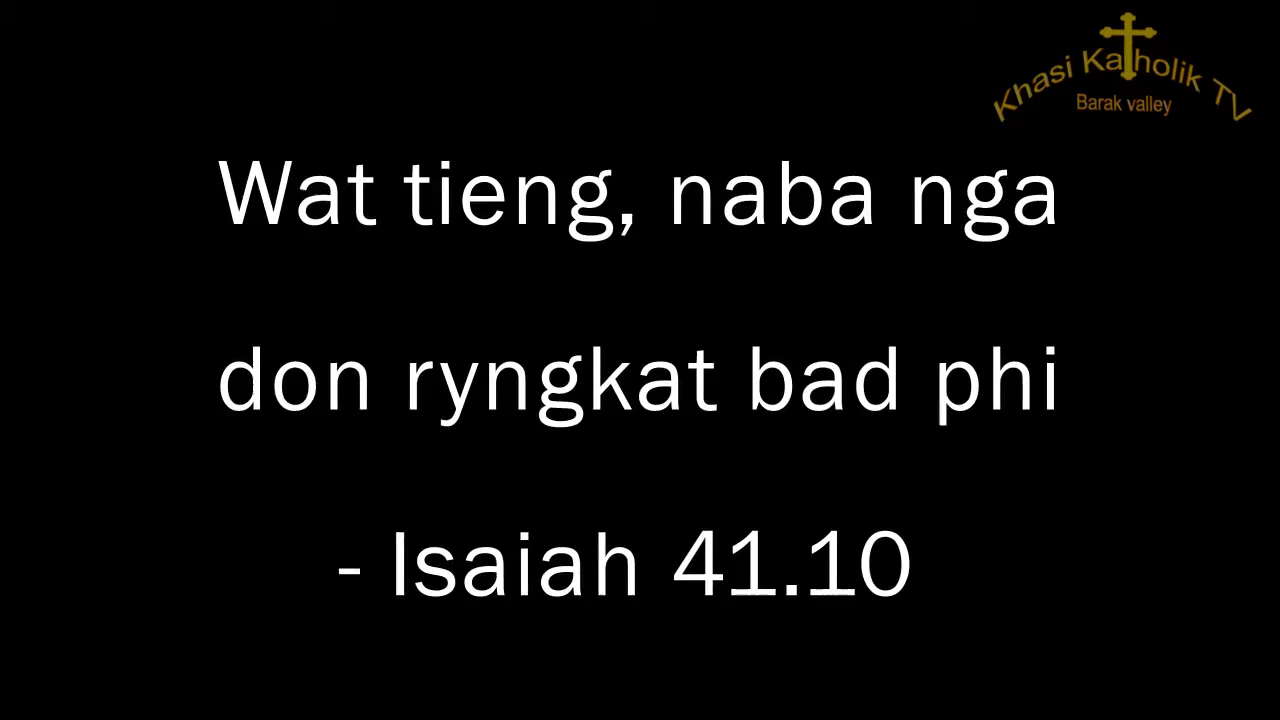 Khasi Katholik TV
Barak valley
Wat tieng, naba nga
don ryngkat bad phi
- Isaiah 41.10